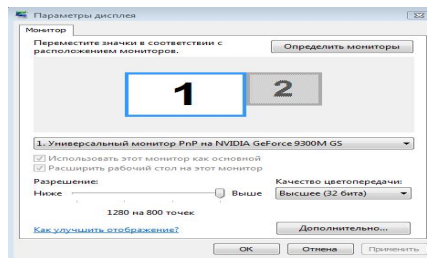 Параметры дисплея
Монитор
Переместите значки в соответствии с
расположением мониторов.
Определить мониторы
1
2
1. Универсальный монитор PnP на NVIDIA GeForce 9300M GS
Использовать этот монитор как основной
Расширить рабочий стол на этот монитор
Разрешение:
Качество цветопередачи:
Ниже
Выше
Высшее (32 бита)
1280 на 800 точек
Как улучшить отображение?
Дополнительно...
ОК
Отмена
Применить